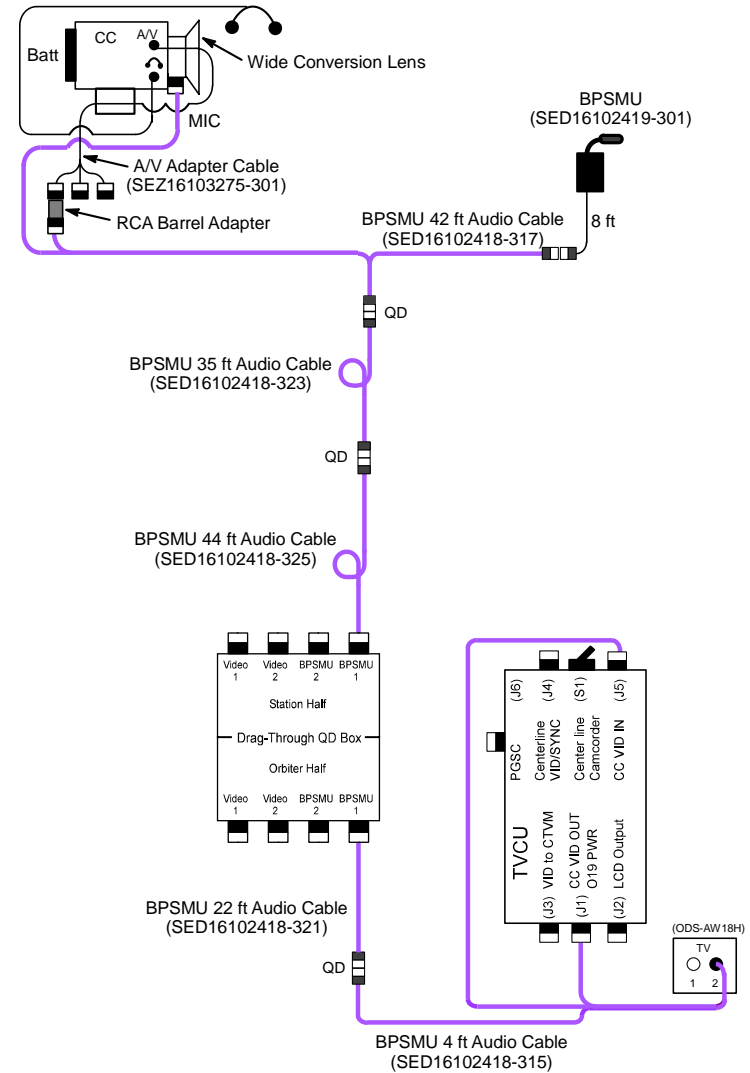 CC
A/V
Batt
Wide Conversion Lens
MIC
BPSMU
(SED16102419-301)
A/V Adapter Cable
(SEZ16103275-301)
RCA Barrel Adapter
BPSMU 42 ft Audio Cable
(SED16102418-317)
8 ft
QD
BPSMU 35 ft Audio Cable
(SED16102418-323)
QD
BPSMU 44 ft Audio Cable
(SED16102418-325)
Video 1
Video 2
BPSMU 2
BPSMU 1
Station Half
Drag-Through QD Box
Orbiter Half
Video 1
Video 2
BPSMU 2
BPSMU 1
(J6)
PGSC
(J4)
Centerline
VID/SYNC
(S1)
Center line
Camcorder
(J5)
CC VID IN
TVCU
(J3) VID to CTVM
(J1) CC VID OUT
O19 PWR
(J2) LCD Output
BPSMU 22 ft Audio Cable
(SED16102418-321)
QD
(ODS-AW18H)
TV
1 2
BPSMU 4 ft Audio Cable
(SED16102418-315)